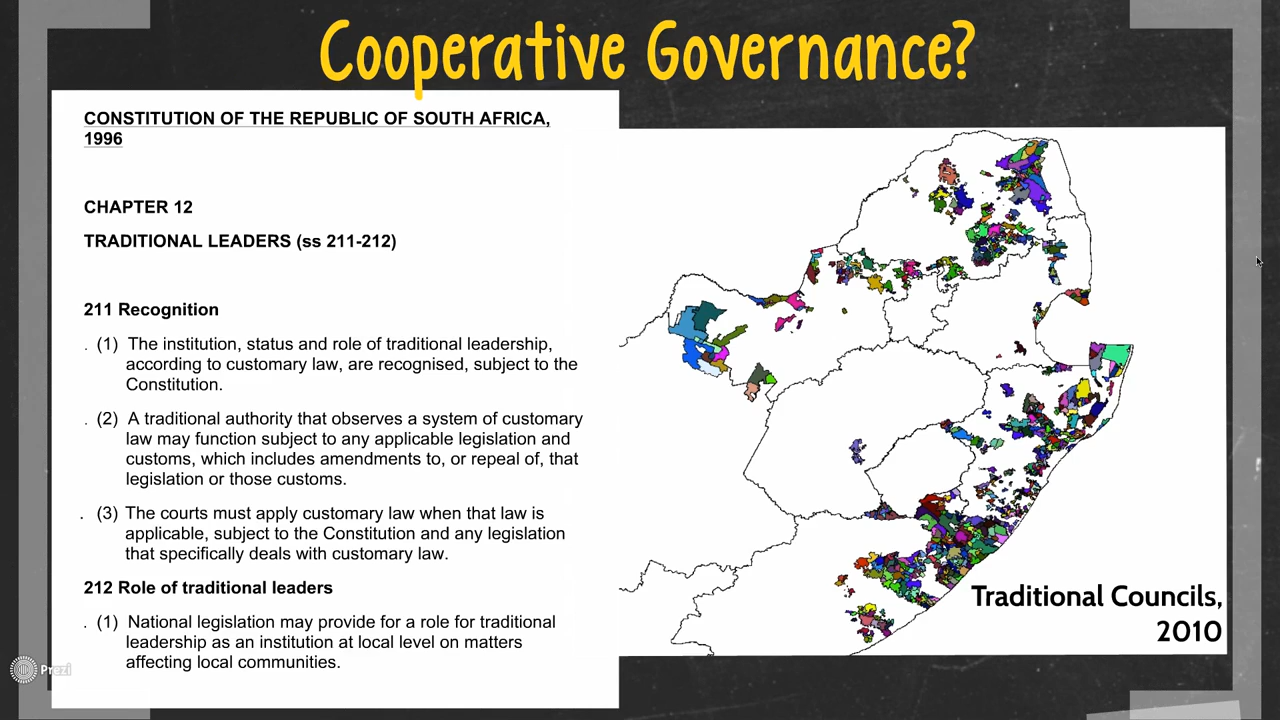 Cooperative Governance?
CONSTITUTION OF THE REPUBLIC OF SOUTH AFRICA,
1996
CHAPTER 12
TRADITIONAL LEADERS (ss 211-212)
211 Recognition
. (1) The institution, status and role of traditional leadership,
according to customary law, are recognised, subject to the
Constitution.
. (2) A traditional authority that observes a system of customary
law may function subject to any applicable legislation and
customs, which includes amendments to, or repeal of, that
legislation or those customs.
. (3) The courts must apply customary law when that law is
applicable, subject to the Constitution and any legislation
that specifically deals with customary law.
212 Role of traditional leaders
. (1) National legislation may provide for a role for traditional
leadership as an institution at local level on matters
affecting local communities.
Traditional Councils,
2010
Prezi